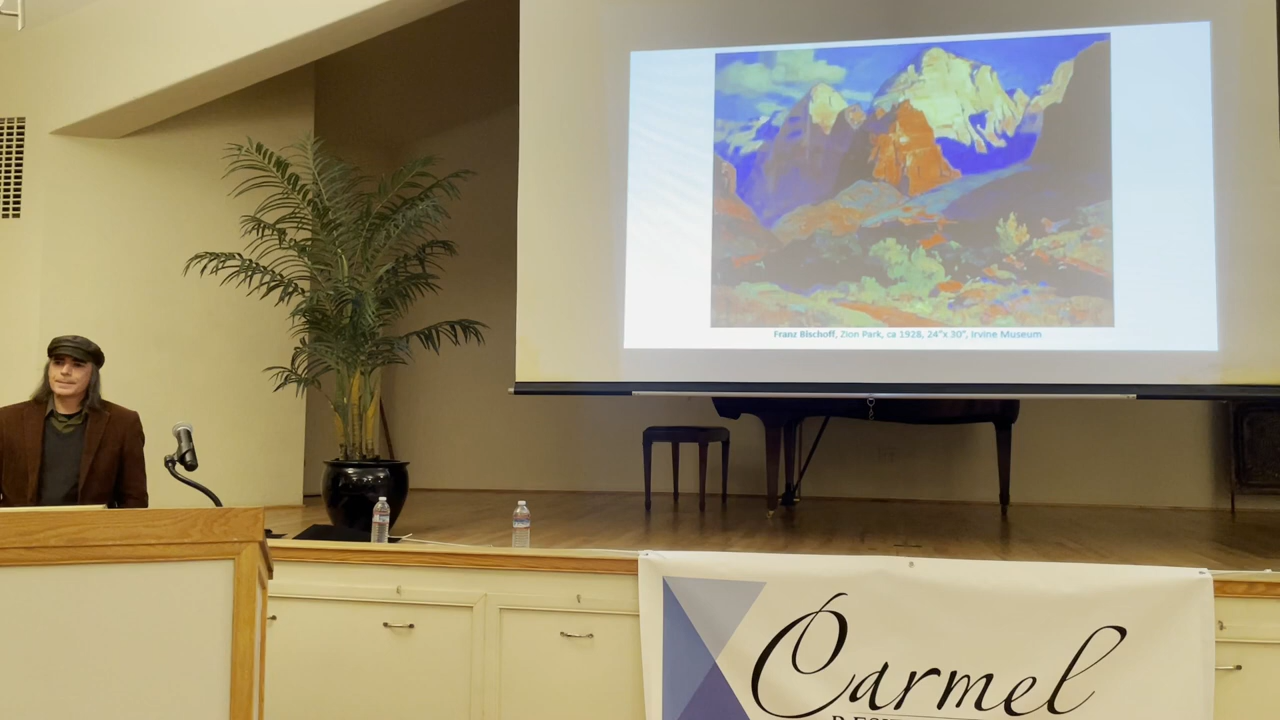 Franz Bischoff, Zion Park, ca 1928, 24"x 30", Irvine Museum
Carmel